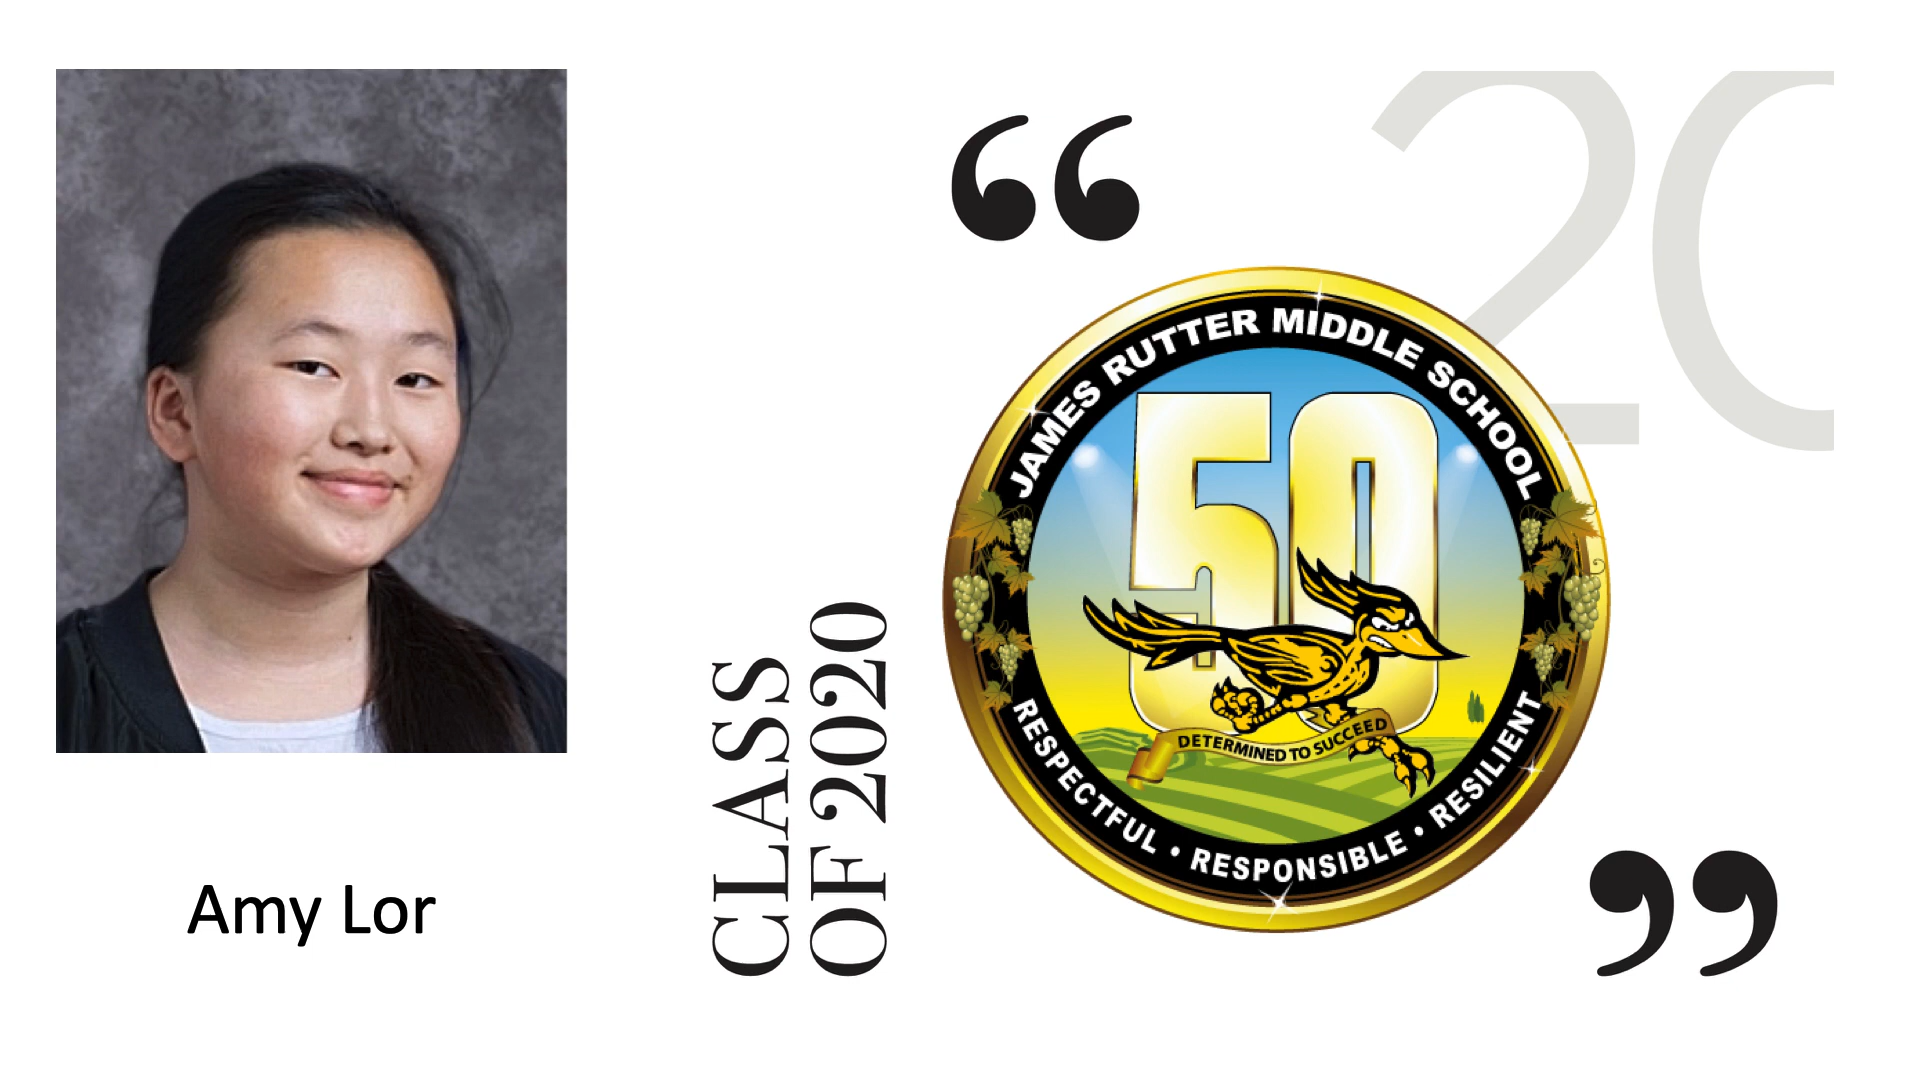 Amy Lor
CLASS
OF 2020
“
20
JAMES RUTTER MIDDLE SCHOOL
50
DETERMINED TO SUCCEED
RESPECTFUL • RESPONSIBLE • RESILIENT
”